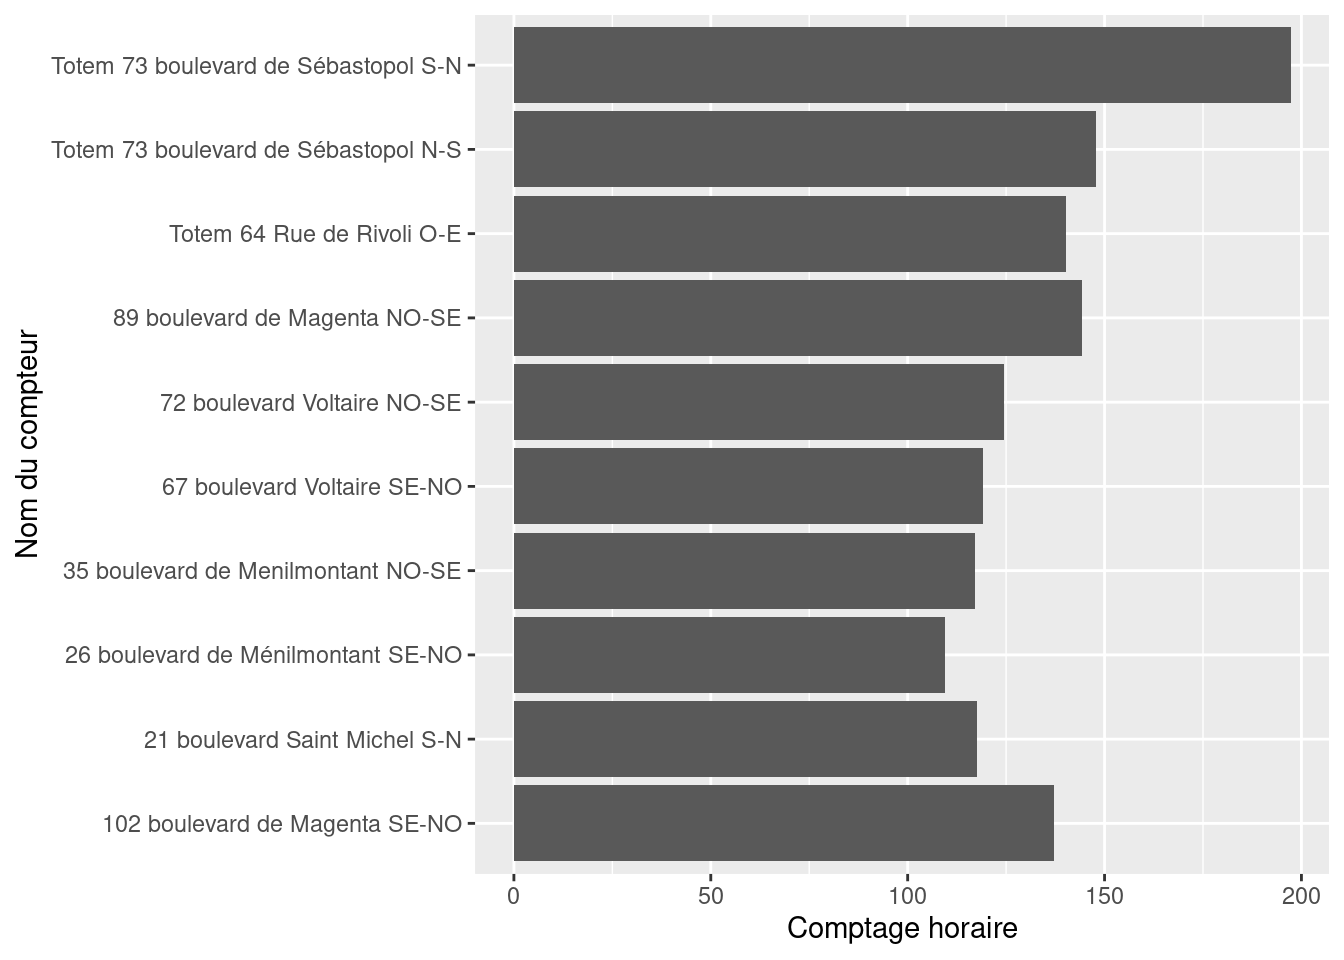 Totem 73 boulevard de Sébastopol S-N
Totem 73 boulevard de Sébastopol N-S
Totem 64 Rue de Rivoli O-E
89 boulevard de Magenta NO-SE
72 boulevard Voltaire NO-SE
67 boulevard Voltaire SE-NO
35 boulevard de Menilmontant NO-SE
26 boulevard de Ménilmontant SE-NO
21 boulevard Saint Michel S-N
102 boulevard de Magenta SE-NO
Nom du compteur
0 50 100 150 200
Comptage horaire